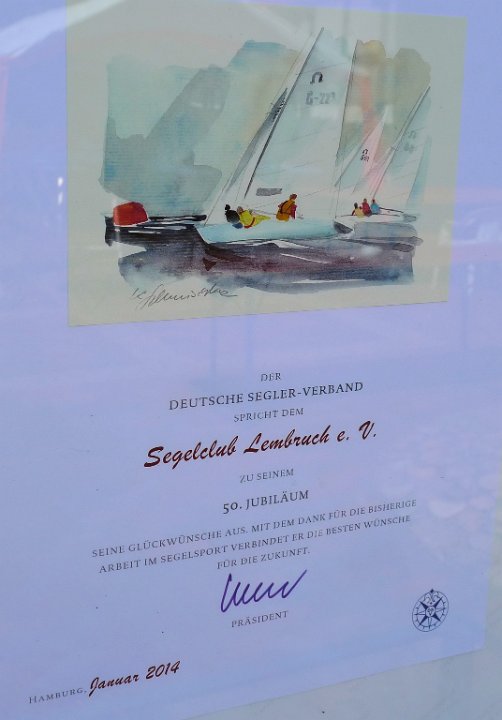 G-221
DER
DEUTSCHE SEGLER-VERBAND
SPRICHT DEM
Segelclub Lembruch e. V.
ZU SEINEM
50. JUBILÄUM
SEINE GLÜCKWÜNSCHE AUS. MIT DEM DANK FÜR DIE BISHERIGE
ARBEIT IM SEGELSPORT VERBINDET ER DIE BESTEN WÜNSCHE
FÜR DIE ZUKUNFT.
PRÄSIDENT
HAMBURG, Januar 2014